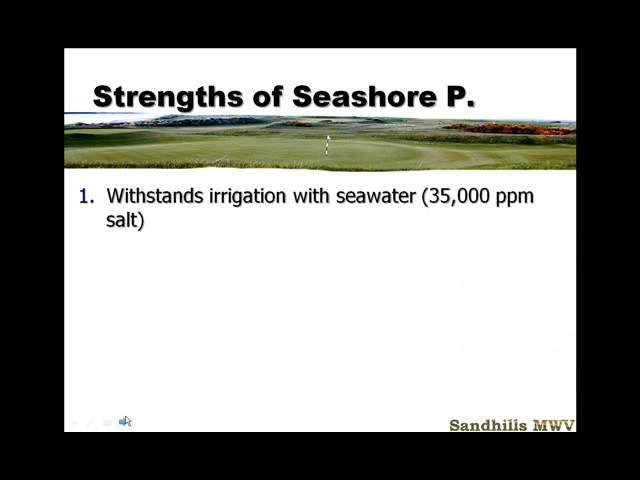 Strengths of Seashore P.
1. Withstands irrigation with seawater (35,000 ppm
salt)
Sandhills MWV